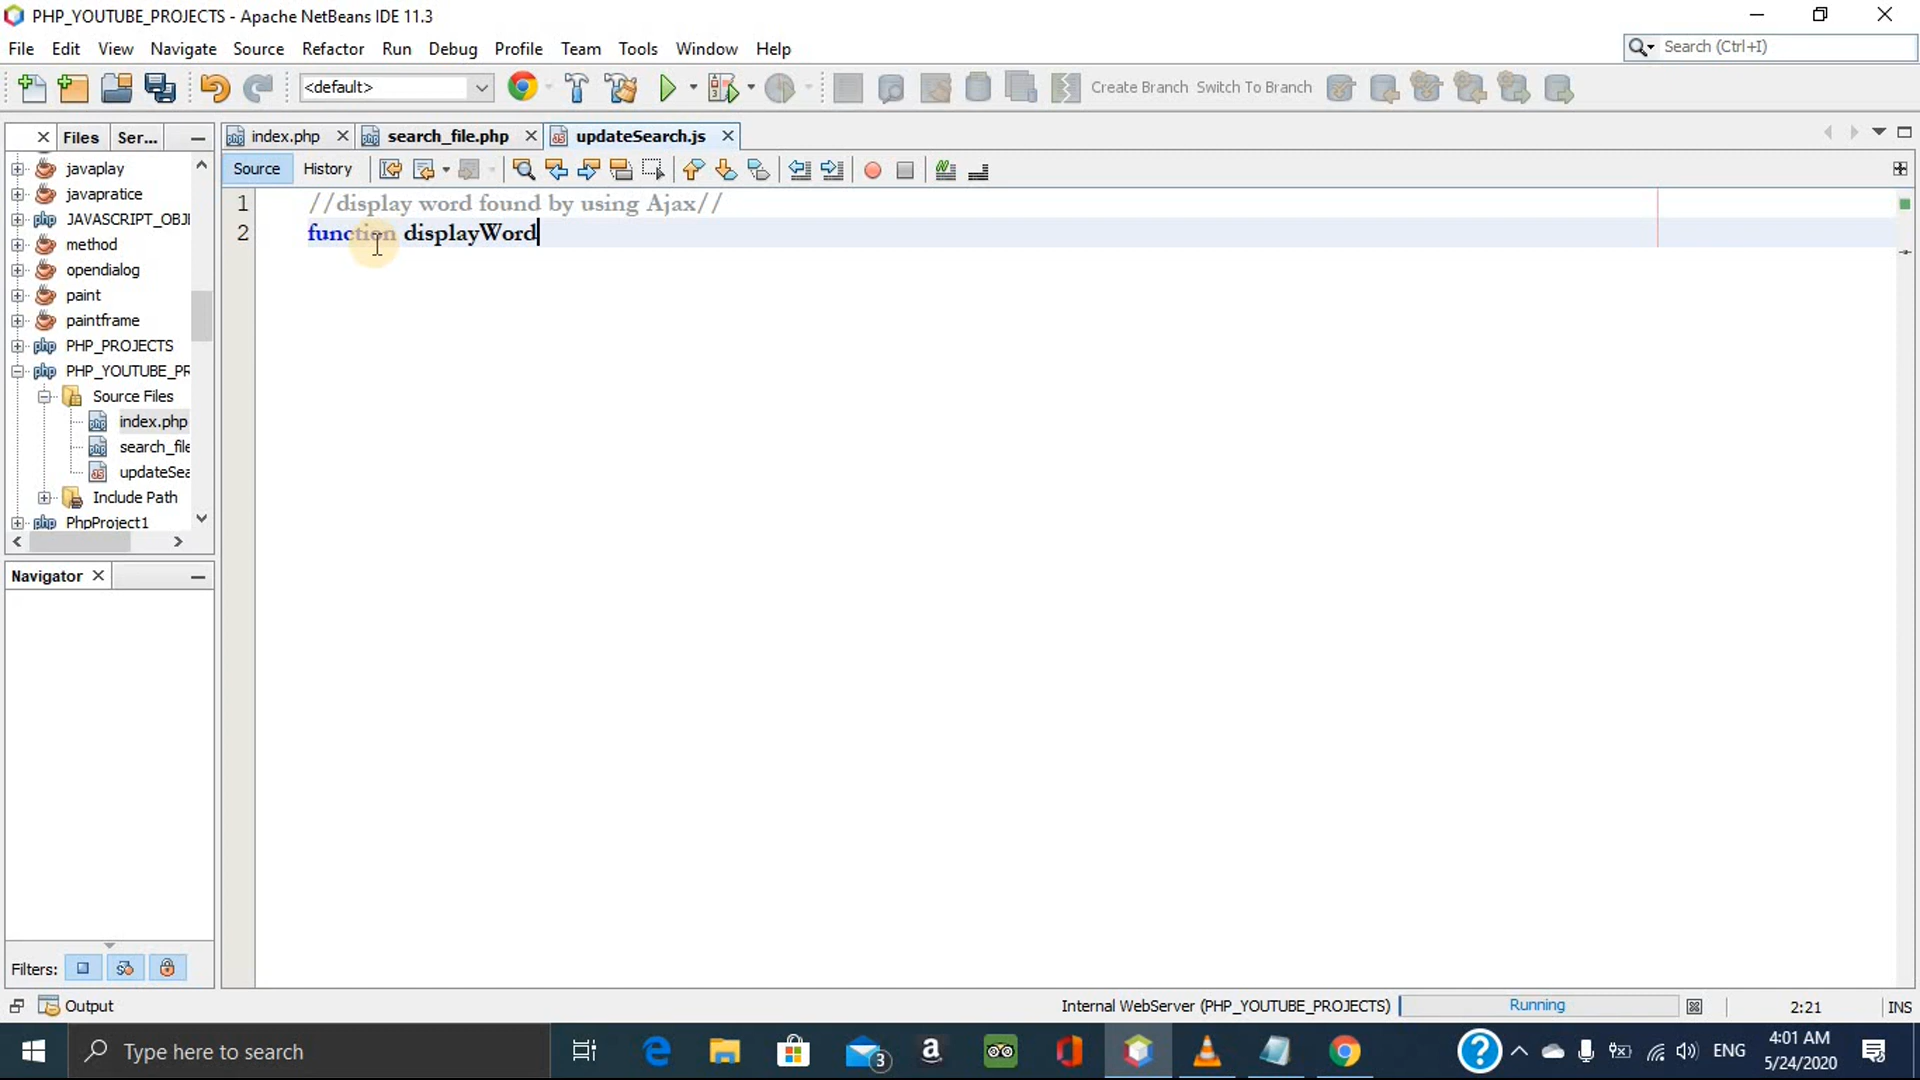 PHP_YOUTUBE_PROJECTS - Apache NetBeans IDE 11.3
File Edit View Navigate Source Refactor Run Debug Profile Team Tools Window Help
Search (Ctrl+I)
<default>
Create Branch Switch To Branch
Files Ser...
index.php search_file.php updateSearch.js
Source History
javaplay
javapratice
JAVASCRIPT_OBJ
method
opendialog
paint
paintframe
PHP_PROJECTS
PHP_YOUTUBE_PR
Source Files
index.php
search_file
updateSea
Include Path
PhpProject1
1 //display word found by using Ajax//
2 function displayWord
Navigator
Filters:
Output
Internal WebServer (PHP_YOUTUBE_PROJECTS) Running 2:21 INS
Type here to search
3
ENG
4:01 AM
5/24/2020